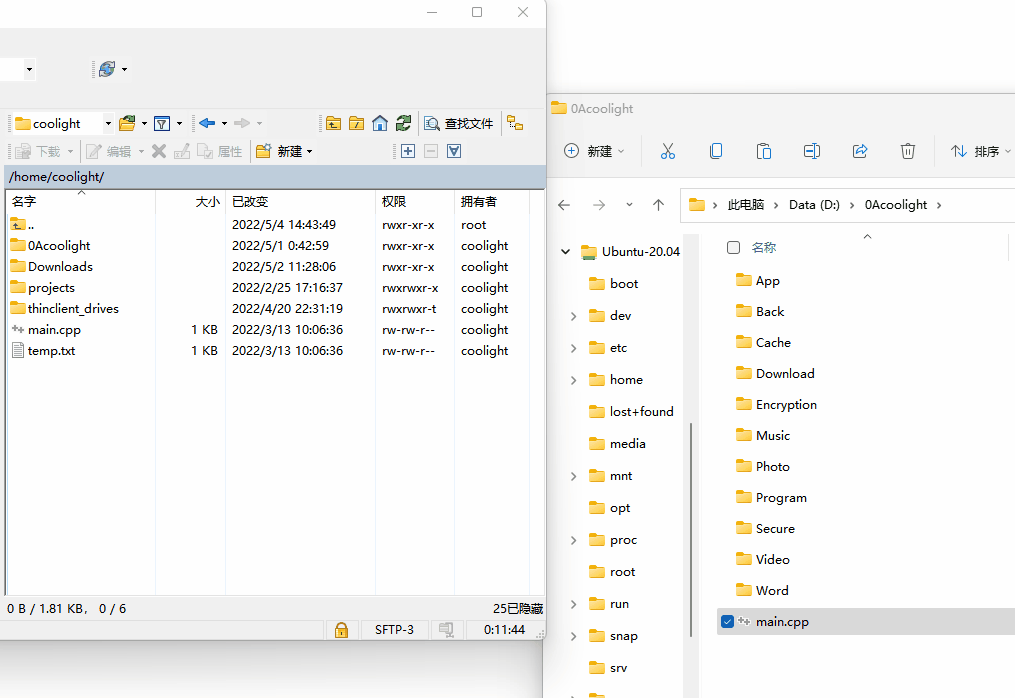 coolight
查找文件
下载
编辑
属性
新建
/home/coolight/
名字 大小 已改变 权限 拥有者
.. 2022/5/4 14:43:49 rwxr-xr-x root
0Acoolight 2022/5/1 0:42:59 rwxr-xr-x coolight
Downloads 2022/5/2 11:28:06 rwxr-xr-x coolight
projects 2022/2/25 17:16:37 rwxrwxr-x coolight
thinclient_drives 2022/4/20 22:31:19 rwxrwxr-t coolight
main.cpp 1 KB 2022/3/13 10:06:36 rw-rw-r-- coolight
temp.txt 1 KB 2022/3/13 10:06:36 rw-rw-r-- coolight
0 B / 1.81 KB, 0 / 6 25已隐藏
SFTP-3 0:11:44
0Acoolight
新建 排序
此电脑 > Data (D:) > 0Acoolight >
Ubuntu-20.04
boot
dev
etc
home
lost+found
media
mnt
opt
proc
root
run
snap
srv
名称
App
Back
Cache
Download
Encryption
Music
Photo
Program
Secure
Video
Word
main.cpp